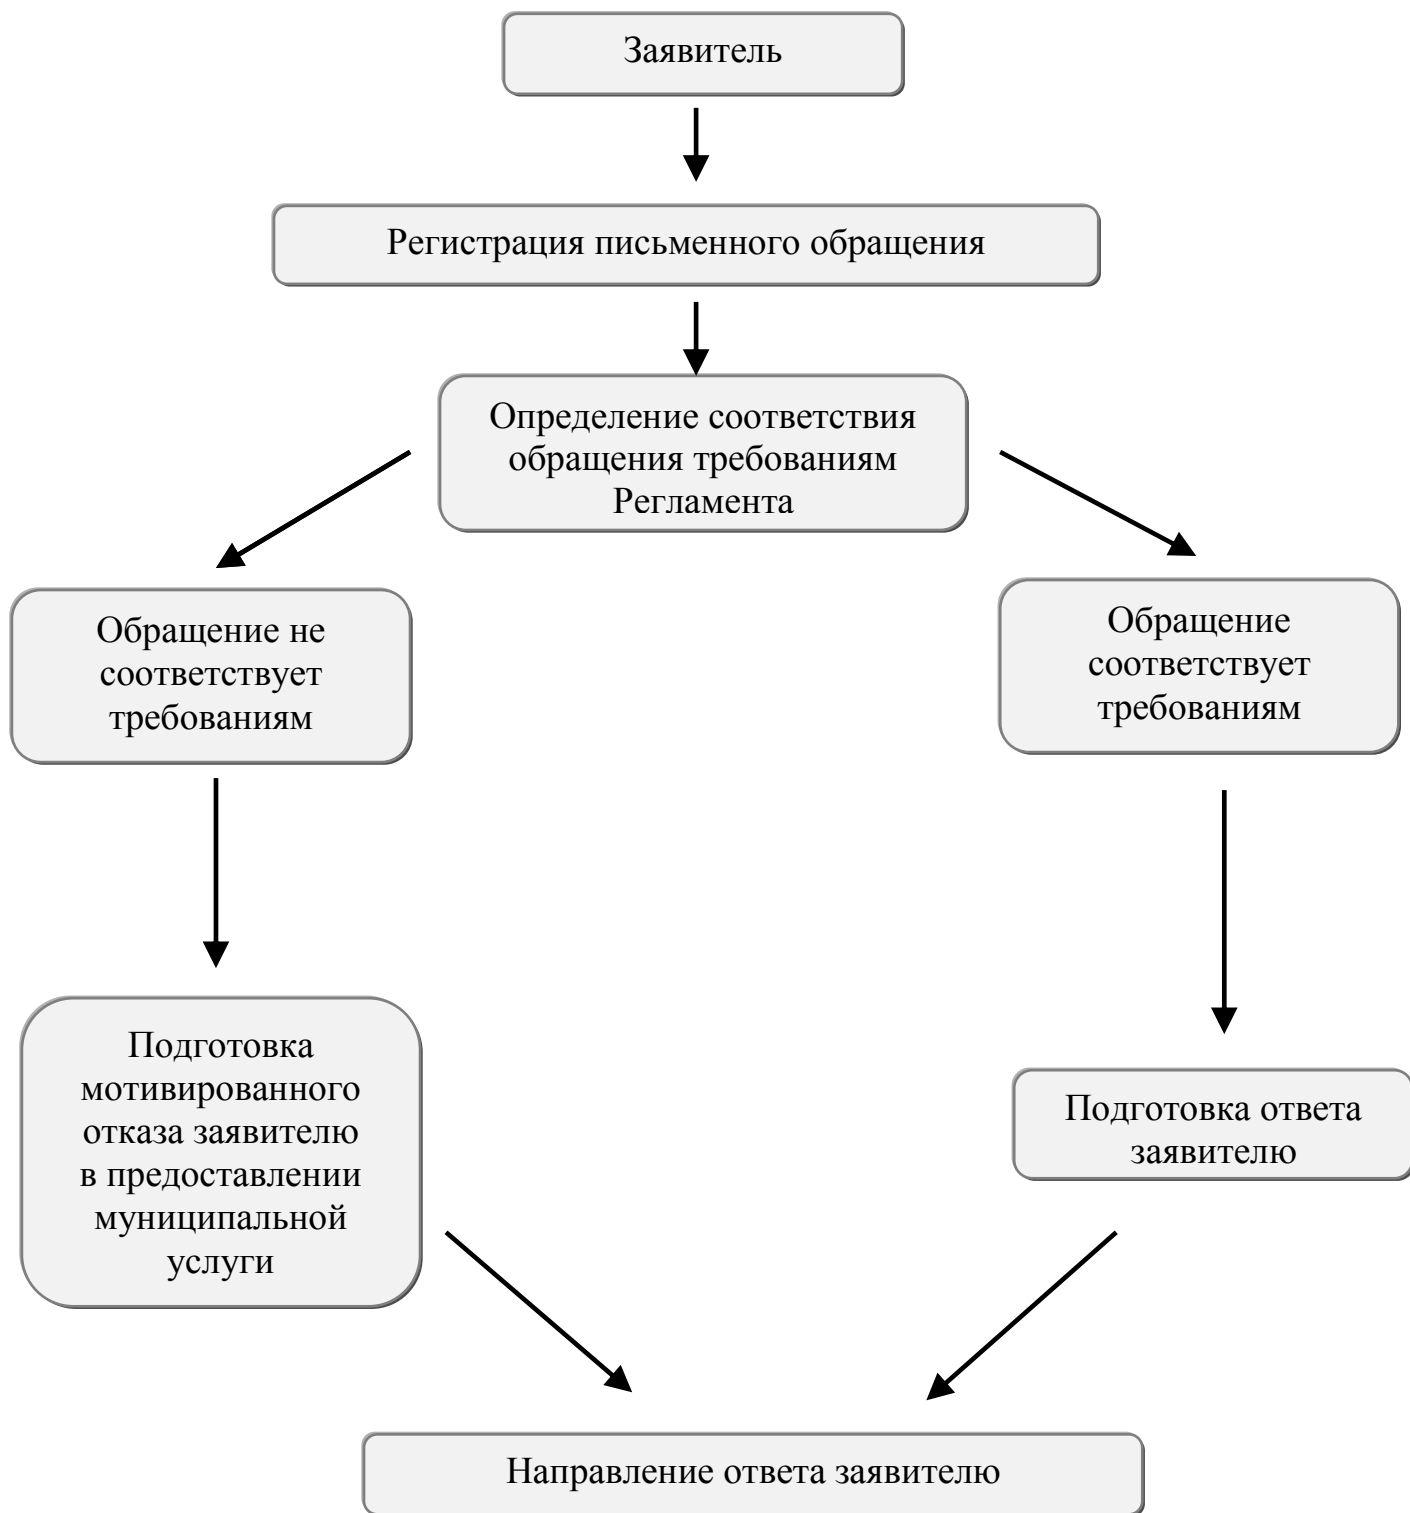 Заявитель
Регистрация письменного обращения
Определение соответствия
обращения требованиям
Регламента
Обращение не
соответствует
требованиям
Обращение
соответствует
требованиям
Подготовка
мотивированного
отказа заявителю
в предоставлении
муниципальной
услуги
Подготовка ответа
заявителю
Направление ответа заявителю